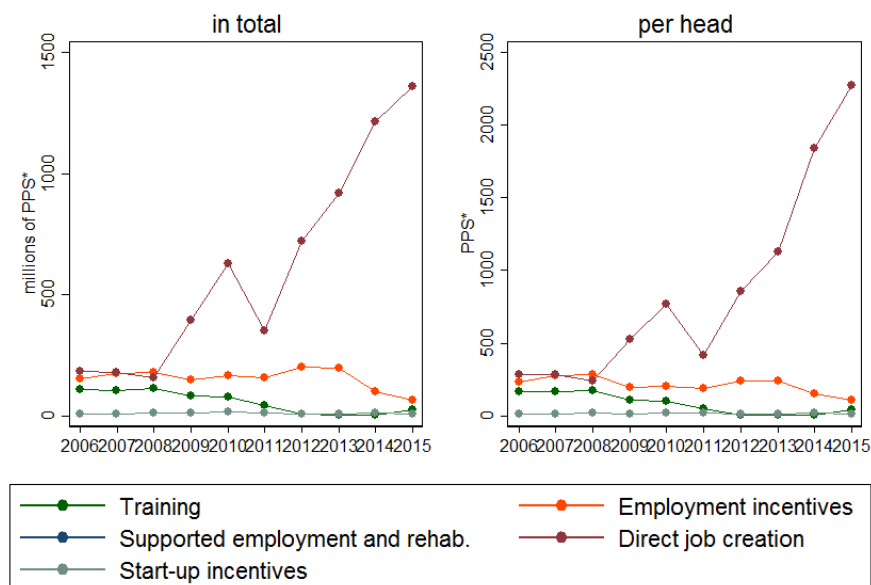 in total
per head
1500
1000
500
0
millions of PPS*
2006 2007 2008 2009 2010 2011 2012 2013 2014 2015
2500
2000
1500
1000
500
0
PPS*
2006 2007 2008 2009 2010 2011 2012 2013 2014 2015
Training
Employment incentives
Supported employment and rehab.
Direct job creation
Start-up incentives